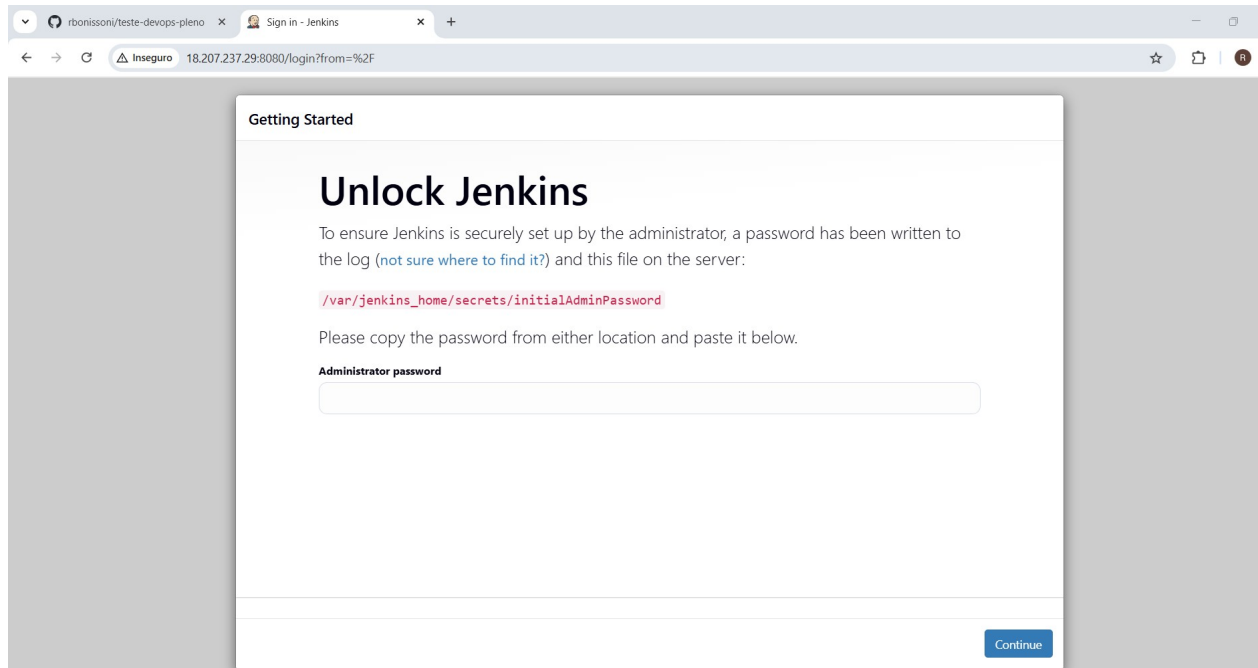 rbonissoni/teste-devops-pleno
Sign in - Jenkins
Inseguro 18.207.237.29:8080/login?from=%2F
R
Getting Started
Unlock Jenkins
To ensure Jenkins is securely set up by the administrator, a password has been written to
the log (not sure where to find it?) and this file on the server:
/var/jenkins_home/secrets/initialAdminPassword
Please copy the password from either location and paste it below.
Administrator password
Continue